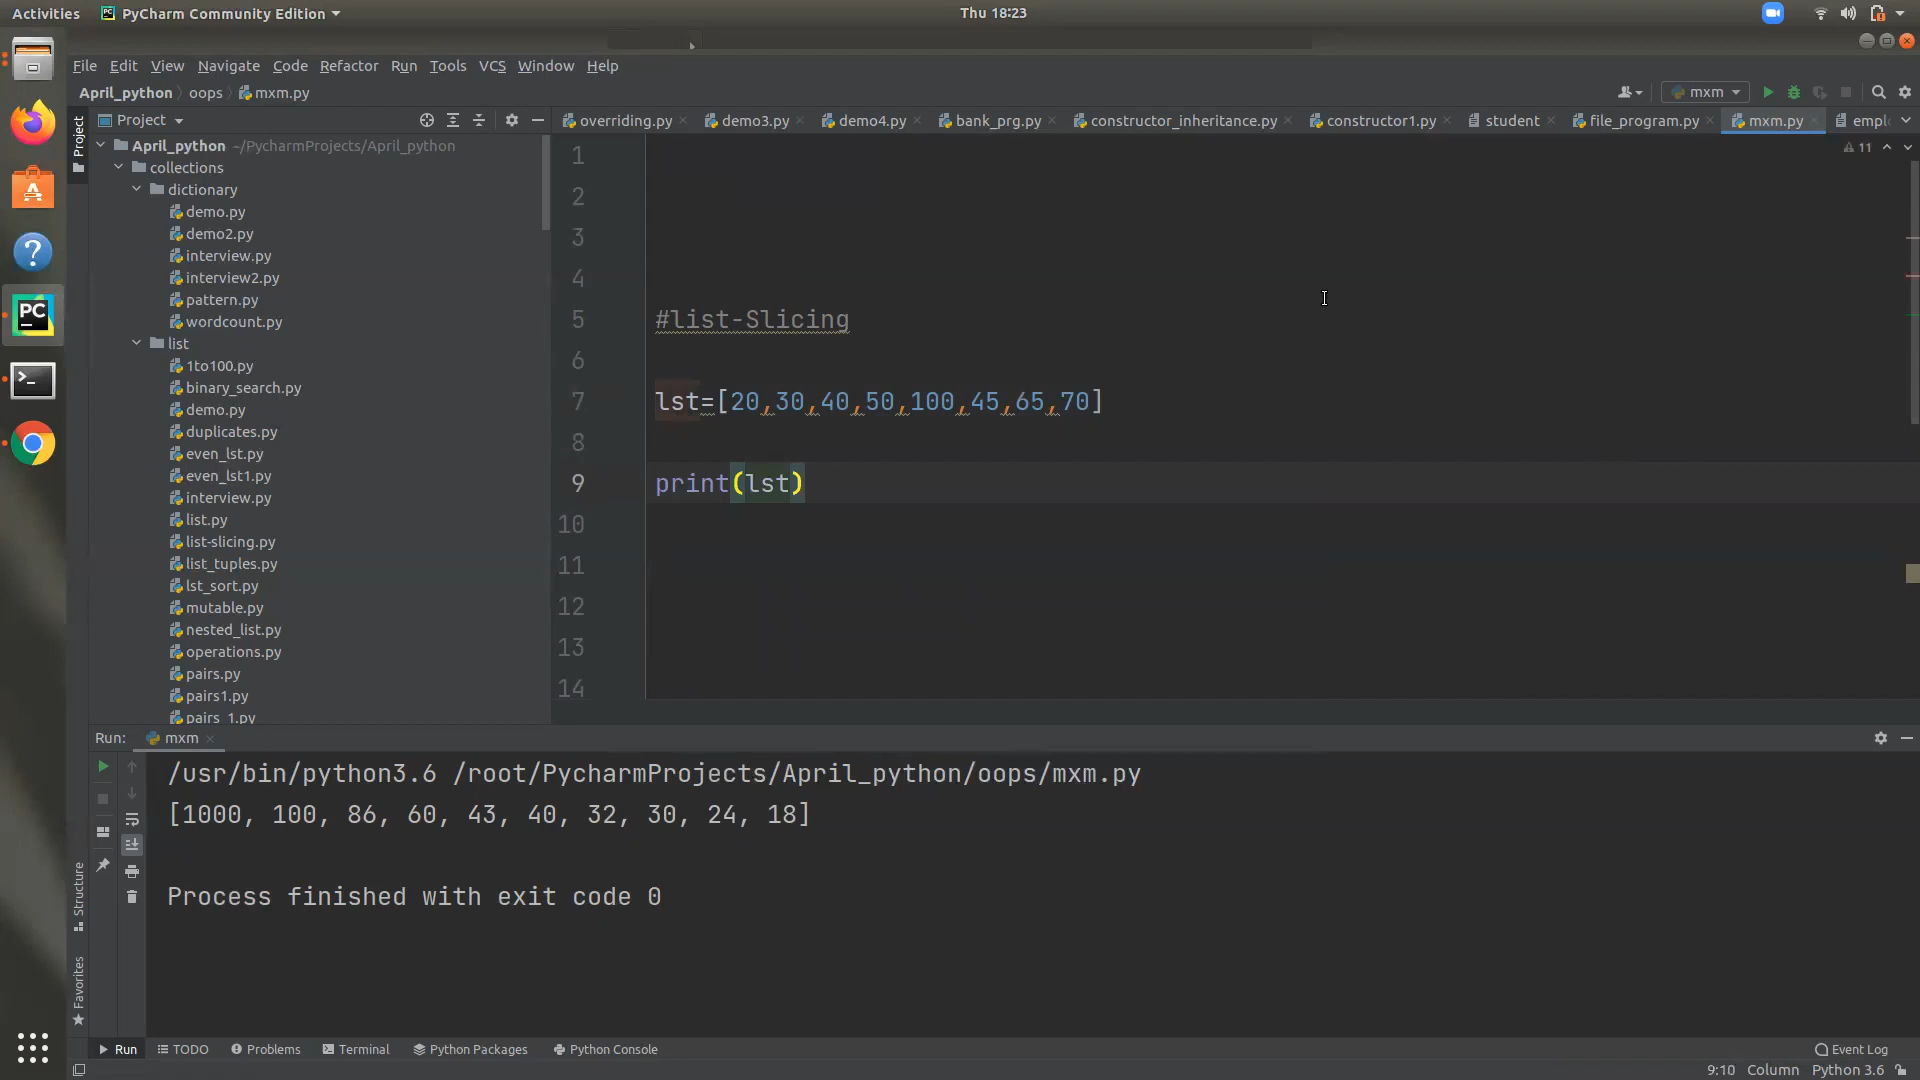 Activities PyCharm Community Edition Thu 18:23
File Edit View Navigate Code Refactor Run Tools VCS Window Help
April_python oops mxm.py mxm
Project overriding.py demo3.py demo4.py bank_prg.py constructor_inheritance.py constructor1.py student file_program.py mxm.py emplo
Project
April_python ~/PycharmProjects/April_python
11
collections
dictionary
demo.py
demo2.py
interview.py
interview2.py
pattern.py
wordcount.py
list
1to100.py
binary_search.py
demo.py
duplicates.py
even_lst.py
even_lst1.py
interview.py
list.py
list-slicing.py
list_tuples.py
lst_sort.py
mutable.py
nested_list.py
operations.py
pairs.py
pairs1.py
pairs_1.py
1
2
3
4
5 #list-Slicing
6
7 lst=[20,30,40,50,100,45,65,70]
8
9 print(lst)
10
11
12
13
14
Run: mxm
/usr/bin/python3.6 /root/PycharmProjects/April_python/oops/mxm.py
[1000, 100, 86, 60, 43, 40, 32, 30, 24, 18]
Process finished with exit code 0
Structure
Favorites
Run TODO Problems Terminal Python Packages Python Console Event Log
9:10 Column Python 3.6